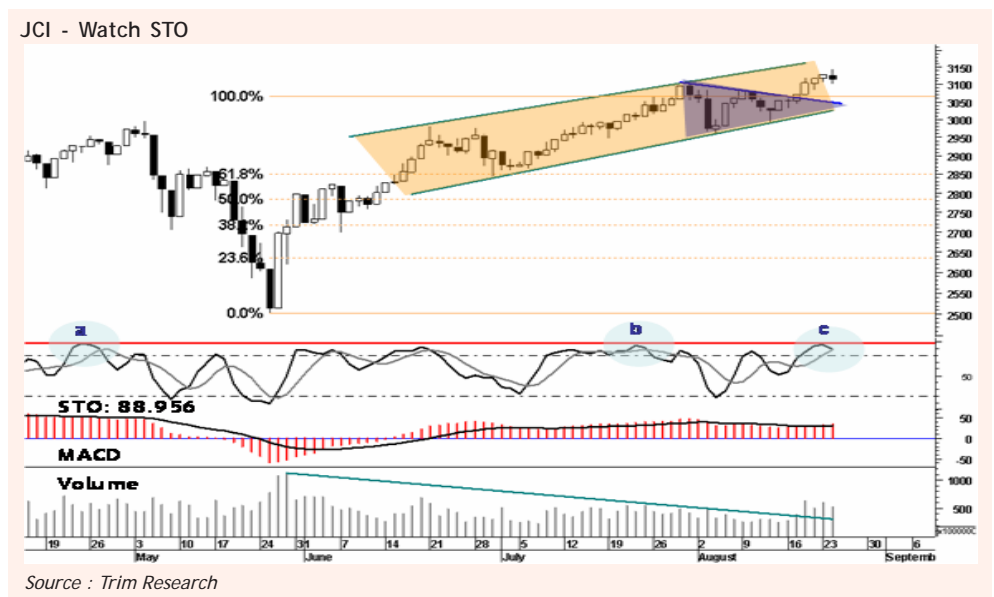 JCI - Watch STO
3150
100.0%
3050
2950
2900
61.8%
2850
2800
50.0%
2750
38.2%
2700
23.6%
2650
2600
2550
0.0%
2500
a b c
50
STO: 88.956
50
0
MACD
-50
Volume
1000
500
x1000000
19 26 3 10 17 24 31 7 14 21 28 5 12 19 26 2 9 16 23 30 6
May June July August Septemb
Source : Trim Research